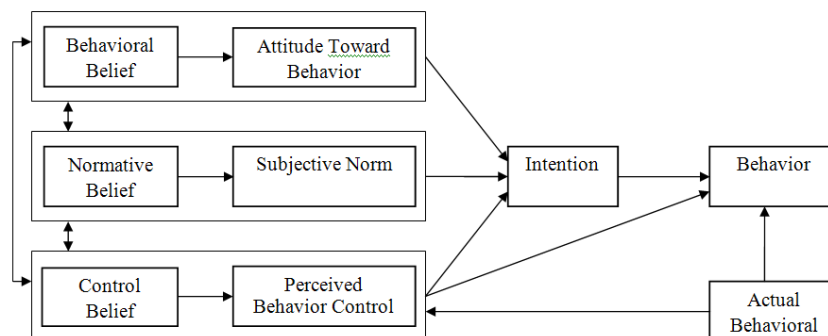 Behavioral
Belief
Attitude Toward
Behavior
Normative
Belief
Subjective Norm
Intention
Behavior
Control
Belief
Perceived
Behavior Control
Actual
Behavioral